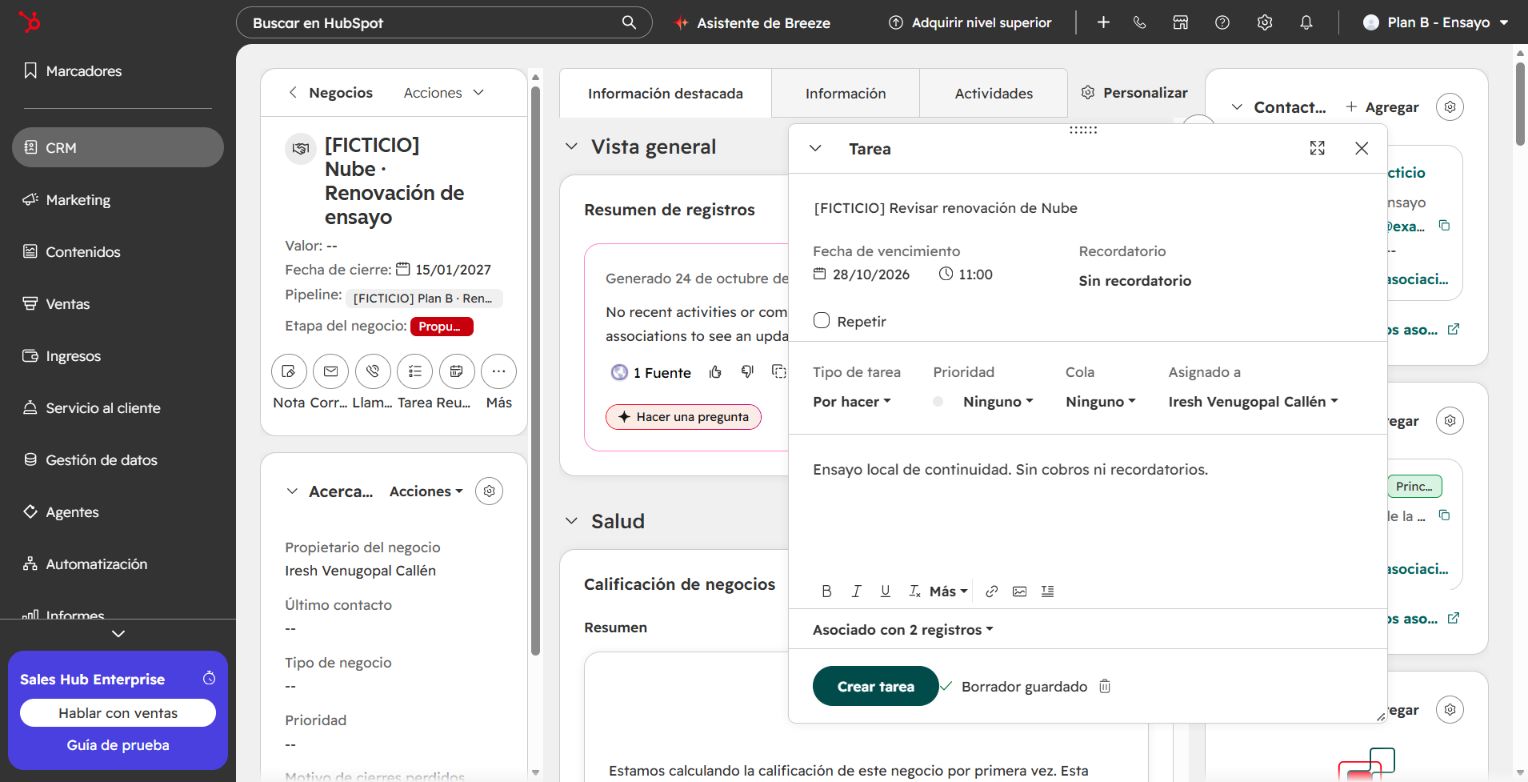 Buscar en HubSpot
Asistente de Breeze
Adquirir nivel superior
Plan B - Ensayo
Marcadores
CRM
Marketing
Contenidos
Ventas
Ingresos
Servicio al cliente
Gestión de datos
Agentes
Automatización
Informes
Sales Hub Enterprise
Hablar con ventas
Guía de prueba
Negocios
Acciones
[FICTICIO]
Nube ·
Renovación de
ensayo
Valor: --
Fecha de cierre: 15/01/2027
Pipeline: [FICTICIO] Plan B · Ren...
Etapa del negocio: Propu...
Nota Corr... Llam... Tarea Reu... Más
Acerca... Acciones
Propietario del negocio
Iresh Venugopal Callén
Último contacto
--
Tipo de negocio
--
Prioridad
--
Motivo de cierres perdidos
Información destacada
Información
Actividades
Personalizar
Vista general
Resumen de registros
Generado 24 de octubre de
No recent activities or com
associations to see an upda
1 Fuente
Hacer una pregunta
Salud
Calificación de negocios
Resumen
Estamos calculando la calificación de este negocio por primera vez. Esta
Tarea
[FICTICIO] Revisar renovación de Nube
Fecha de vencimiento
28/10/2026 11:00
Recordatorio
Sin recordatorio
Repetir
Tipo de tarea
Por hacer
Prioridad
Ninguno
Cola
Ninguno
Asignado a
Iresh Venugopal Callén
Ensayo local de continuidad. Sin cobros ni recordatorios.
B I U Tx Más
Asociado con 2 registros
Crear tarea
Borrador guardado
Contact... + Agregar
cticio
nsayo
@exa...
--
asociaci...
os aso...
egar
Princ...
de la ...
asociaci...
os aso...
gregar